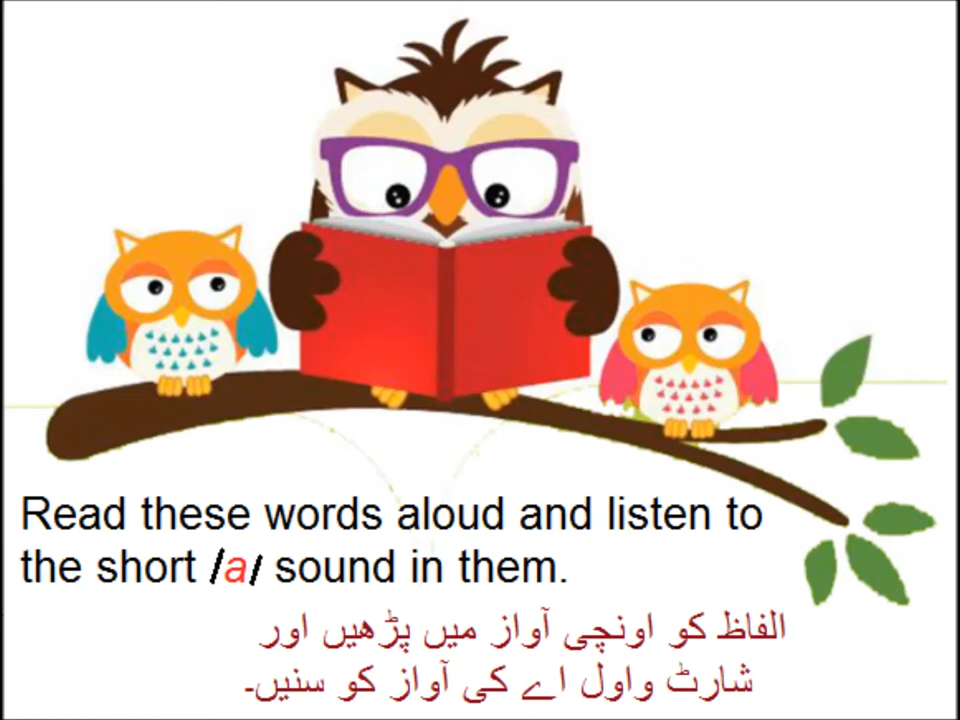 Read these words aloud and listen to
the short /a/ sound in them.
الفاظ کو اونچی آواز میں پڑھیں اور
شارٹ واول اے کی آواز کو سنیں۔